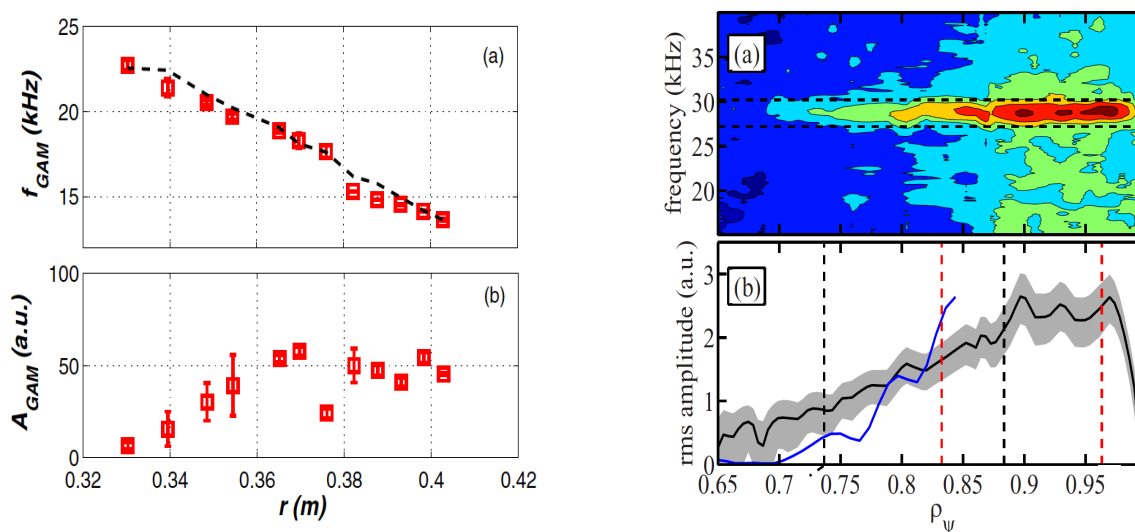 25
20
15
f_GAM (kHz)
(a)
100
50
0
A_GAM (a.u.)
(b)
0.32
0.34
0.36
0.38
0.4
0.42
r (m)
35
30
25
20
frequency (kHz)
(a)
3
2
1
0
rms amplitude (a.u.)
(b)
0.65
0.7
0.75
0.8
0.85
0.9
0.95
ρ_ψ